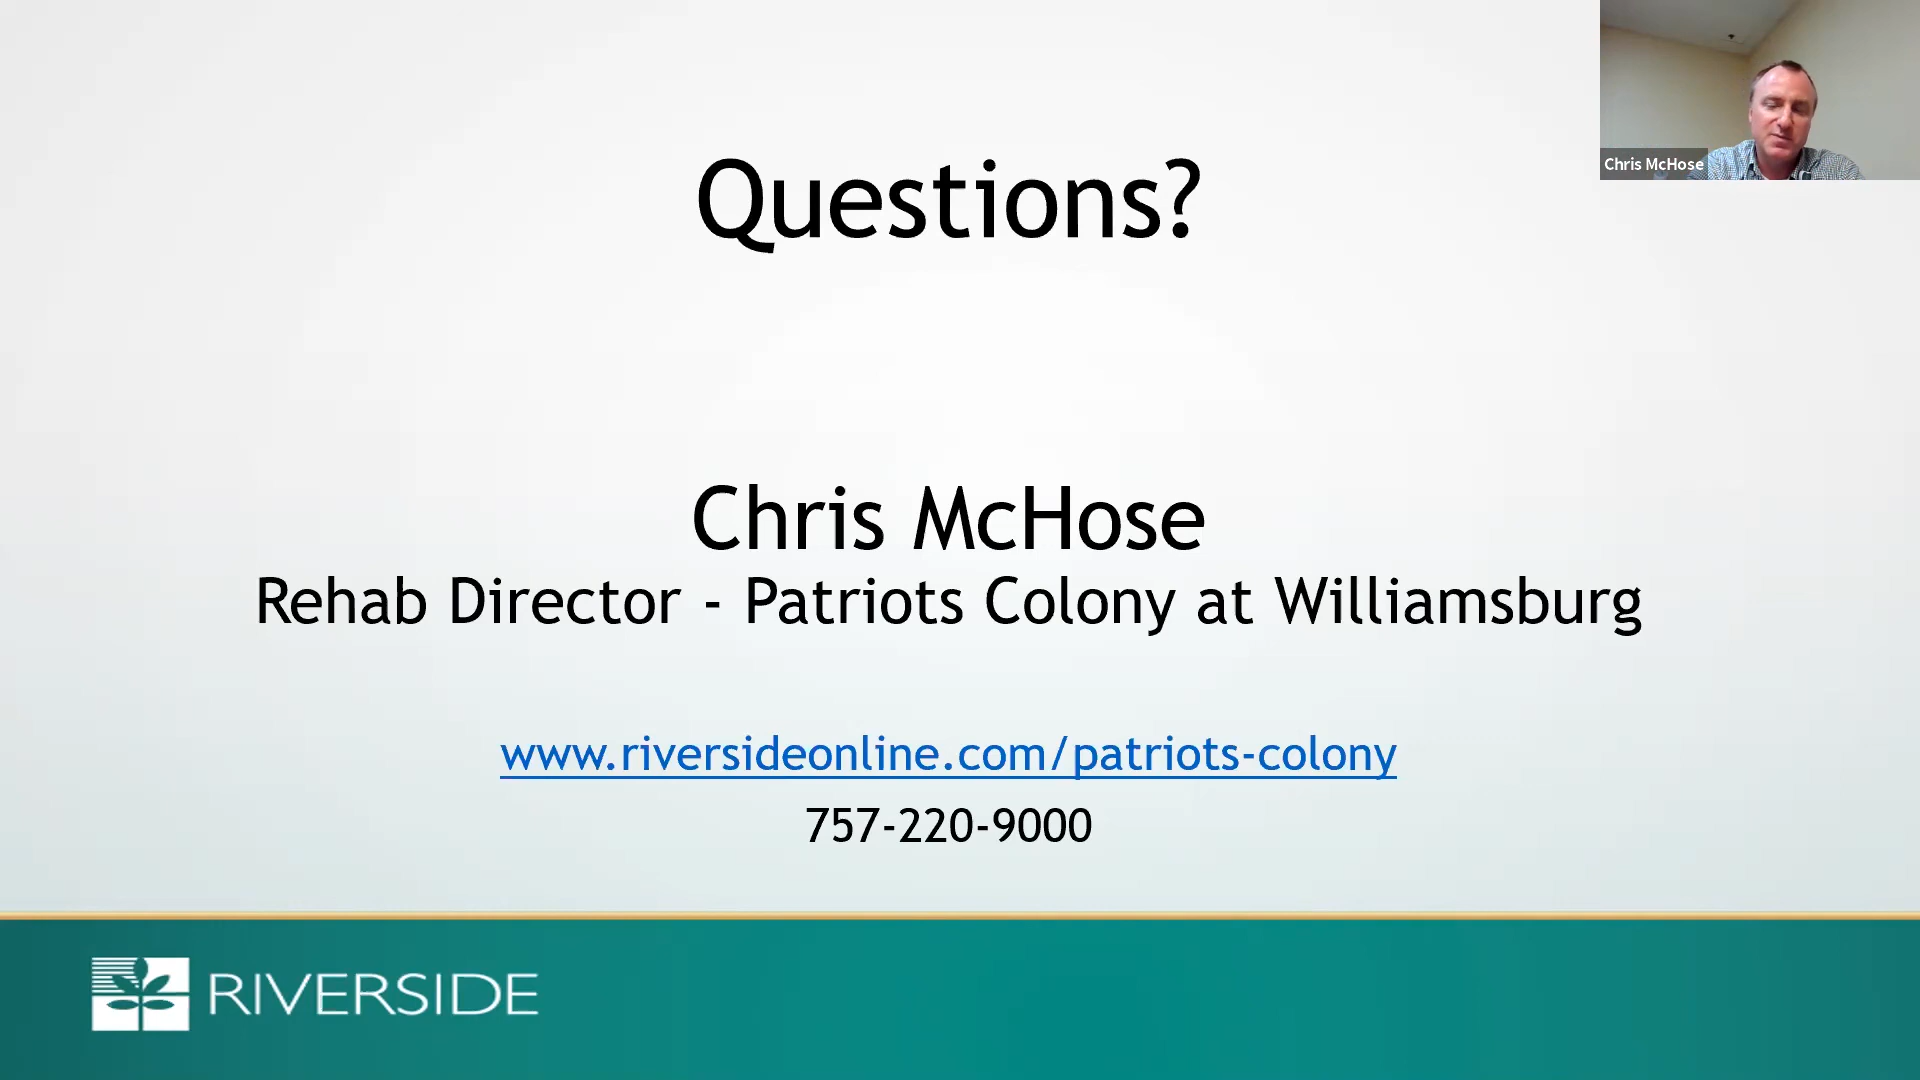 Questions?
Chris McHose
Chris McHose
Rehab Director - Patriots Colony at Williamsburg
www.riversideonline.com/patriots-colony
757-220-9000
RIVERSIDE